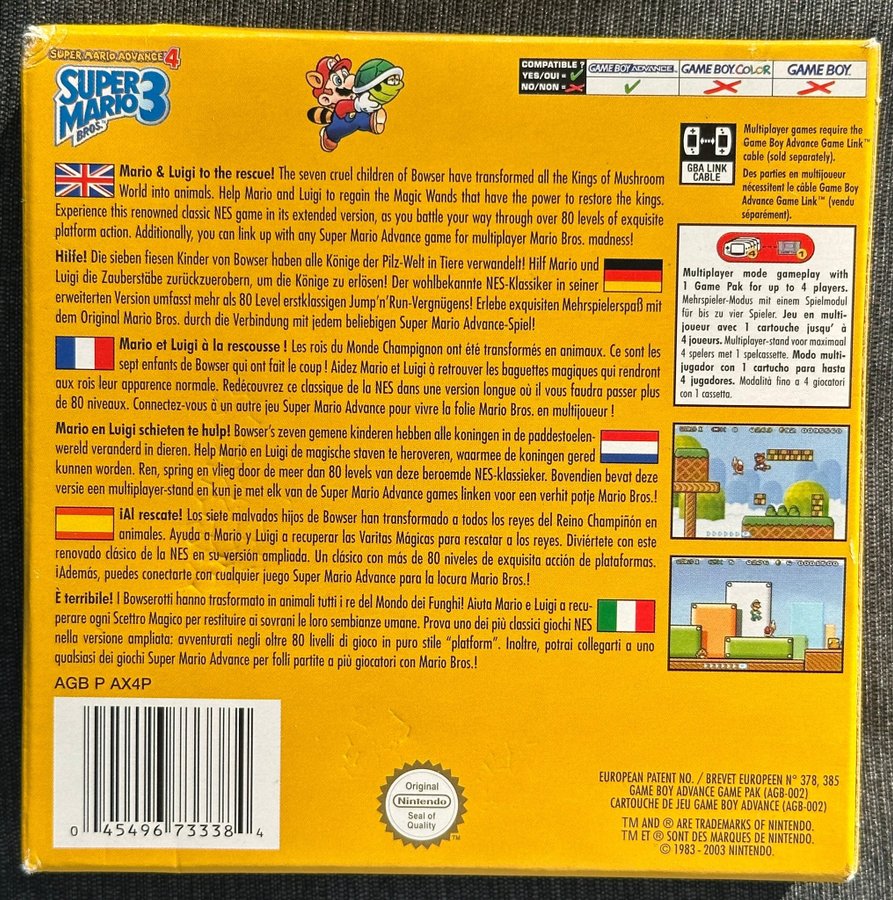 SUPER MARIO ADVANCE 4
SUPER
MARIO 3
BROS.™
COMPATIBLE ?
YES/OUI =
NO/NON =
GAME BOY ADVANCE™
GAME BOY COLOR
GAME BOY™
GBA LINK
CABLE
Multiplayer games require the
Game Boy Advance Game Link™
cable (sold separately).
Des parties en multijoueur
nécessitent le câble Game Boy
Advance Game Link™ (vendu
séparément).
Mario & Luigi to the rescue! The seven cruel children of Bowser have transformed all the Kings of Mushroom
World into animals. Help Mario and Luigi to regain the Magic Wands that have the power to restore the kings.
Experience this renowned classic NES game in its extended version, as you battle your way through over 80 levels of exquisite
platform action. Additionally, you can link up with any Super Mario Advance game for multiplayer Mario Bros. madness!
Hilfe! Die sieben fiesen Kinder von Bowser haben alle Könige der Pilz-Welt in Tiere verwandelt! Hilf Mario und
Luigi die Zauberstäbe zurückzuerobern, um die Könige zu erlösen! Der wohlbekannte NES-Klassiker in seiner
erweiterten Version umfasst mehr als 80 Level erstklassigen Jump'n'Run-Vergnügens! Erlebe exquisiten Mehrspielerspaß mit
dem Original Mario Bros. durch die Verbindung mit jedem beliebigen Super Mario Advance-Spiel!
Mario et Luigi à la rescousse ! Les rois du Monde Champignon ont été transformés en animaux. Ce sont les
sept enfants de Bowser qui ont fait le coup ! Aidez Mario et Luigi à retrouver les baguettes magiques qui rendront
aux rois leur apparence normale. Redécouvrez ce classique de la NES dans une version longue où il vous faudra passer plus
de 80 niveaux. Connectez-vous à un autre jeu Super Mario Advance pour vivre la folie Mario Bros. en multijoueur !
Mario en Luigi schieten te hulp! Bowser's zeven gemene kinderen hebben alle koningen in de paddestoelen-
wereld veranderd in dieren. Help Mario en Luigi de magische staven te heroveren, waarmee de koningen gered
kunnen worden. Ren, spring en vlieg door de meer dan 80 levels van deze beroemde NES-klassieker. Bovendien bevat deze
versie een multiplayer-stand en kun je met elk van de Super Mario Advance games linken voor een verhit potje Mario Bros.!
¡Al rescate! Los siete malvados hijos de Bowser han transformado a todos los reyes del Reino Champiñón en
animales. Ayuda a Mario y Luigi a recuperar las Varitas Mágicas para rescatar a los reyes. Diviértete con este
renovado clásico de la NES en su versión ampliada. Un clásico con más de 80 niveles de exquisita acción de plataformas.
¡Además, puedes conectarte con cualquier juego Super Mario Advance para la locura Mario Bros.!
È terribile! I Bowserotti hanno trasformato in animali tutti i re del Mondo dei Funghi! Aiuta Mario e Luigi a recu-
perare ogni Scettro Magico per restituire ai sovrani le loro sembianze umane. Prova uno dei più classici giochi NES
nella versione ampliata: avventurati negli oltre 80 livelli di gioco in puro stile "platform". Inoltre, potrai collegarti a uno
qualsiasi dei giochi Super Mario Advance per folli partite a più giocatori con Mario Bros.!
4
1
Multiplayer mode gameplay with
1 Game Pak for up to 4 players.
Mehrspieler-Modus mit einem Spielmodul
für bis zu vier Spieler. Jeu en multi-
joueur avec 1 cartouche jusqu' à
4 joueurs. Multiplayer-stand voor maximaal
4 spelers met 1 spelcassette. Modo multi-
jugador con 1 cartucho para hasta
4 jugadores. Modalità fino a 4 giocatori
con 1 cassetta.
AGB P AX4P
0 45496 73338 4
Original
Nintendo
Seal of
Quality
™
EUROPEAN PATENT NO. / BREVET EUROPEEN N° 378, 385
GAME BOY ADVANCE GAME PAK (AGB-002)
CARTOUCHE DE JEU GAME BOY ADVANCE (AGB-002)
TM AND ® ARE TRADEMARKS OF NINTENDO.
TM ET ® SONT DES MARQUES DE NINTENDO.
© 1983 - 2003 NINTENDO.